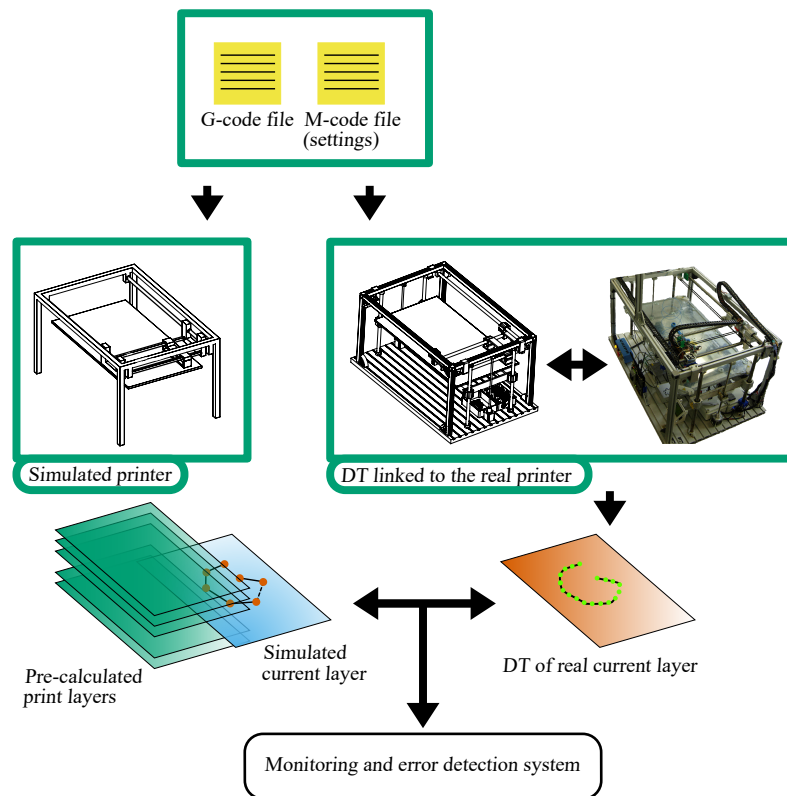 G-code file
M-code file
(settings)
Simulated printer
DT linked to the real printer
Pre-calculated
print layers
Simulated
current layer
DT of real current layer
Monitoring and error detection system